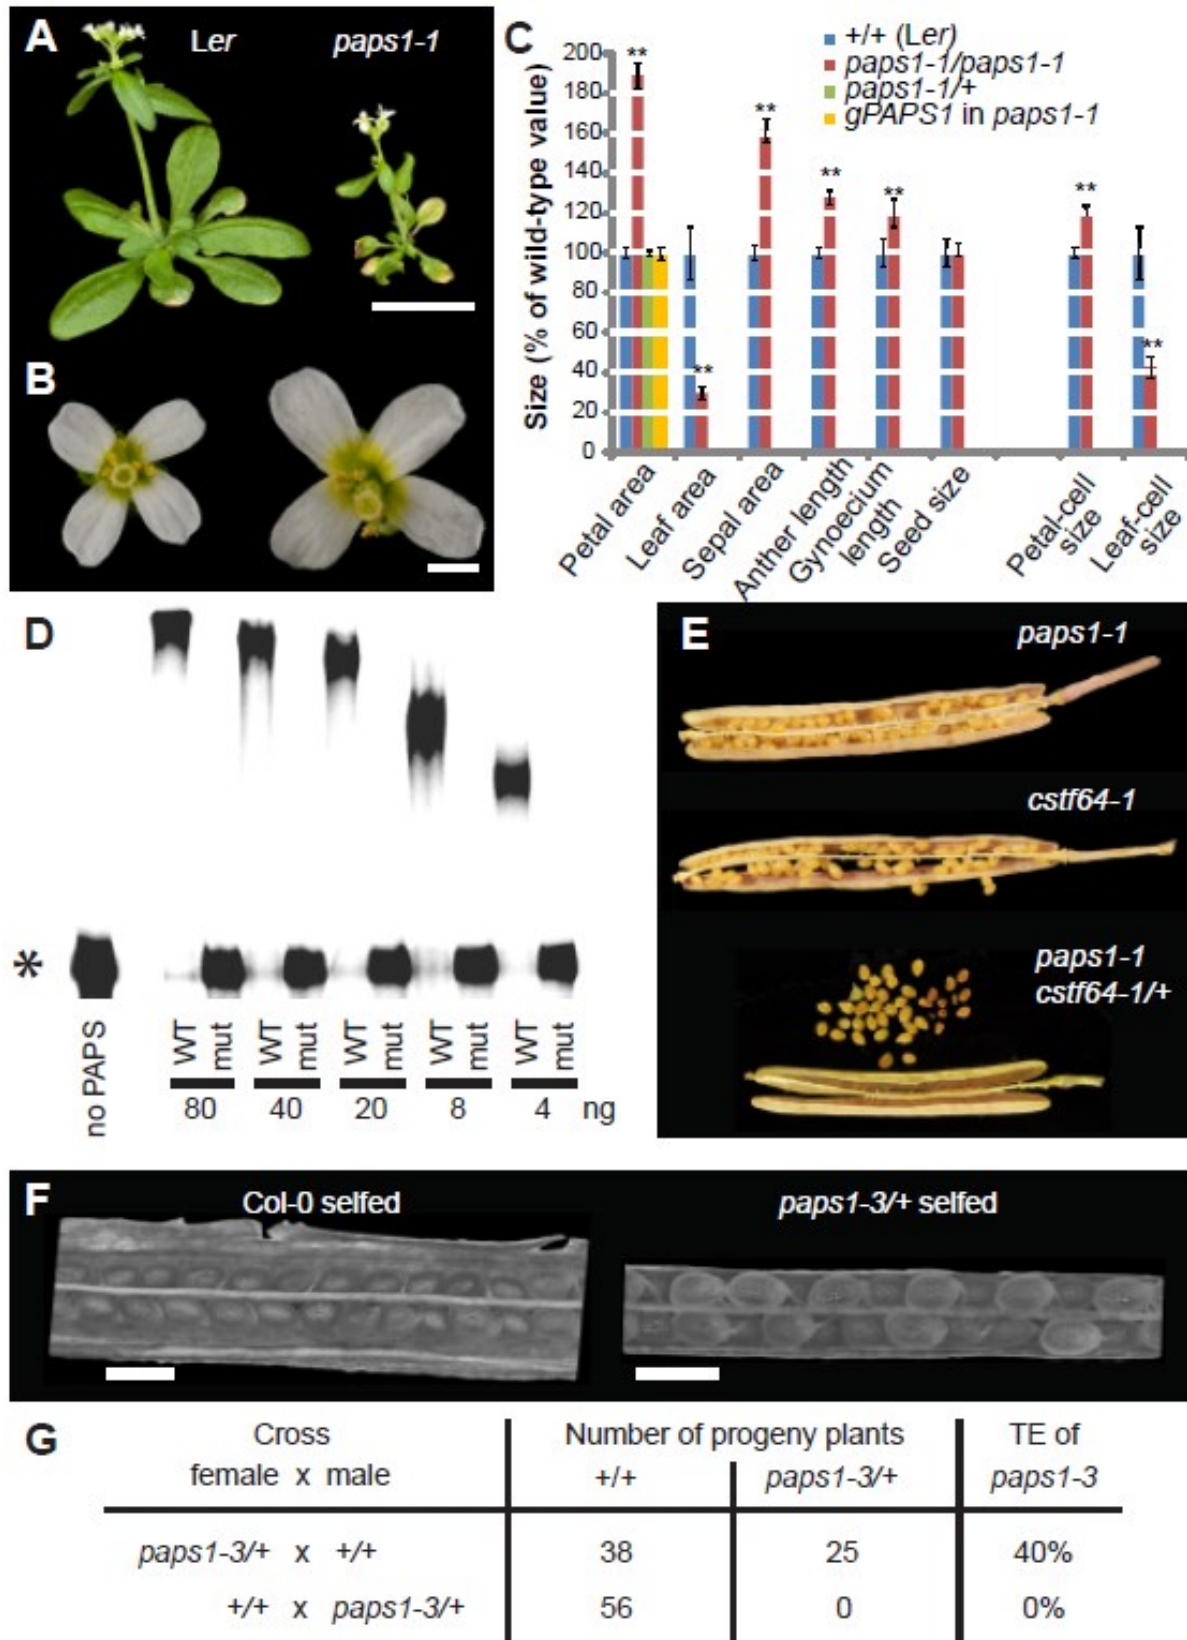 A
Ler
paps1-1
B
C
+/+ (Ler)
paps1-1/paps1-1
paps1-1/+
gPAPS1 in paps1-1
Size (% of wild-type value)
200
180
160
140
120
100
80
60
40
20
0
**
**
**
**
**
**
**
Petal area
Leaf area
Sepal area
Anther length
Gynoecium
length
Seed size
Petal-cell
size
Leaf-cell
size
D
*
no PAPS
WT mut WT mut WT mut WT mut WT mut
80 40 20 8 4 ng
E
paps1-1
cstf64-1
paps1-1
cstf64-1/+
F
Col-0 selfed
paps1-3/+ selfed
G
Cross Number of progeny plants TE of
female x male +/+ paps1-3/+ paps1-3
paps1-3/+ x +/+ 38 25 40%
+/+ x paps1-3/+ 56 0 0%